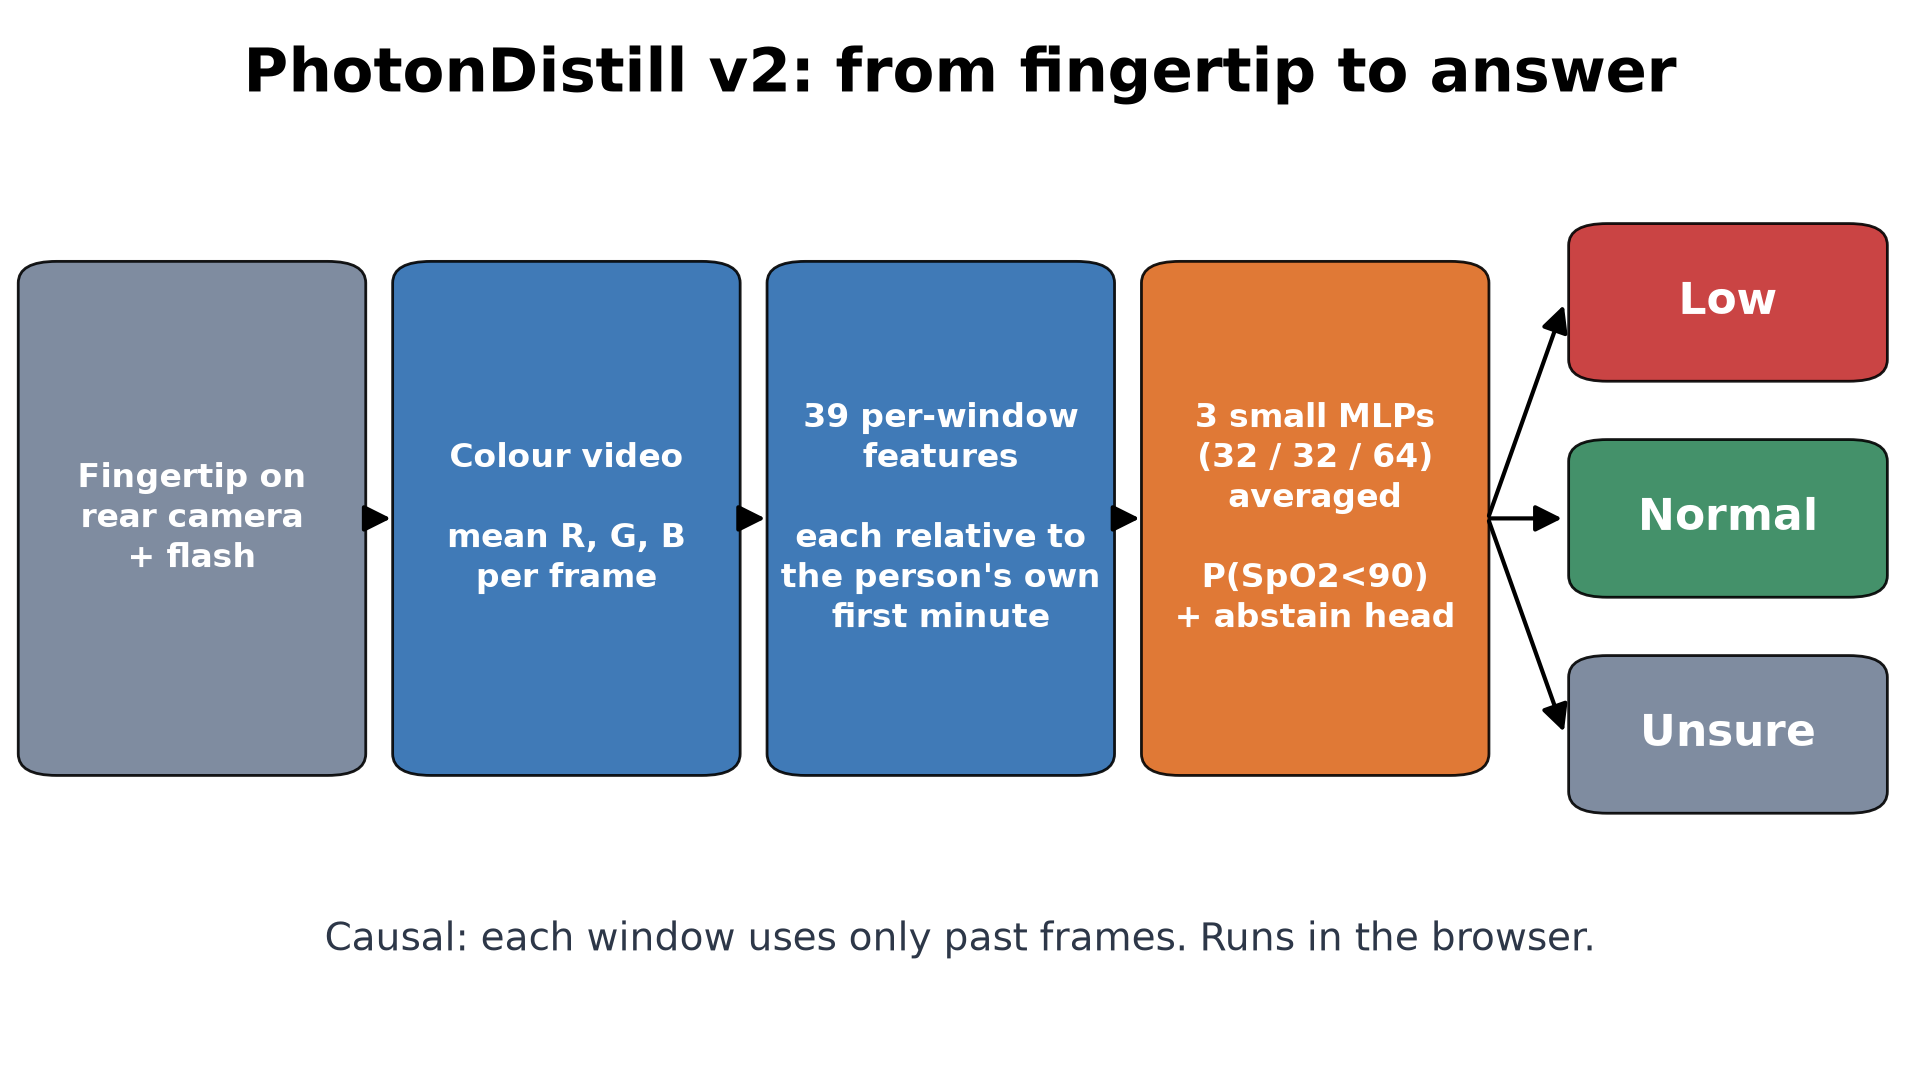 PhotonDistill v2: from fingertip to answer
Fingertip on
rear camera
+ flash
Colour video
mean R, G, B
per frame
39 per-window
features
each relative to
the person's own
first minute
3 small MLPs
(32 / 32 / 64)
averaged
P(SpO2<90)
+ abstain head
Low
Normal
Unsure
Causal: each window uses only past frames. Runs in the browser.